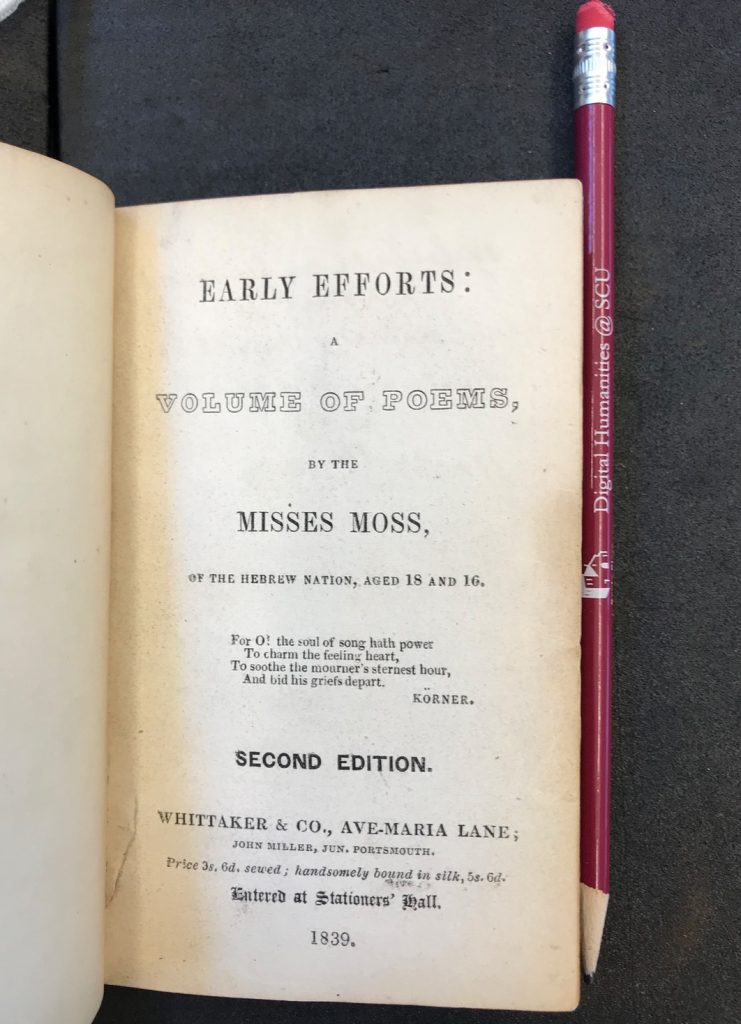 EARLY EFFORTS:
A
VOLUME OF POEMS,
BY THE
MISSES MOSS,
OF THE HEBREW NATION, AGED 18 AND 16.
For O! the soul of song hath power
To charm the feeling heart,
To soothe the mourner's sternest hour,
And bid his griefs depart.
KÖRNER.
SECOND EDITION.
WHITTAKER & CO., AVE-MARIA LANE;
JOHN MILLER, JUN. PORTSMOUTH.
Price 3s. 6d. sewed; handsomely bound in silk, 5s. 6d.
Entered at Stationers' Hall.
1839.
Digital Humanities @ SCU